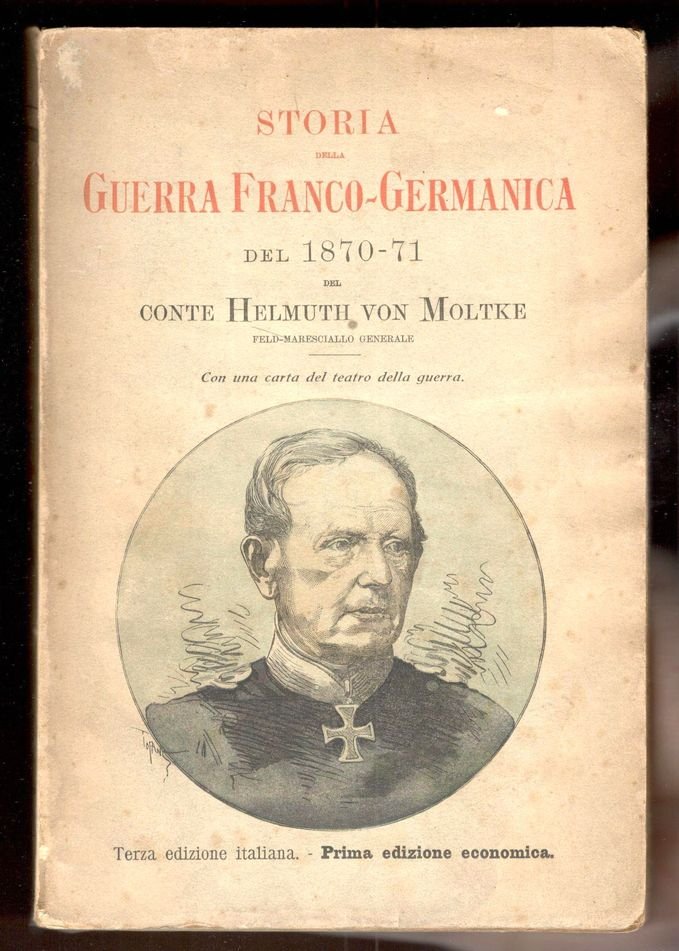 STORIA
DELLA
GUERRA FRANCO-GERMANICA
DEL 1870-71
DEL
CONTE HELMUTH VON MOLTKE
FELD-MARESCIALLO GENERALE
Con una carta del teatro della guerra.
Terza edizione italiana. - Prima edizione economica.